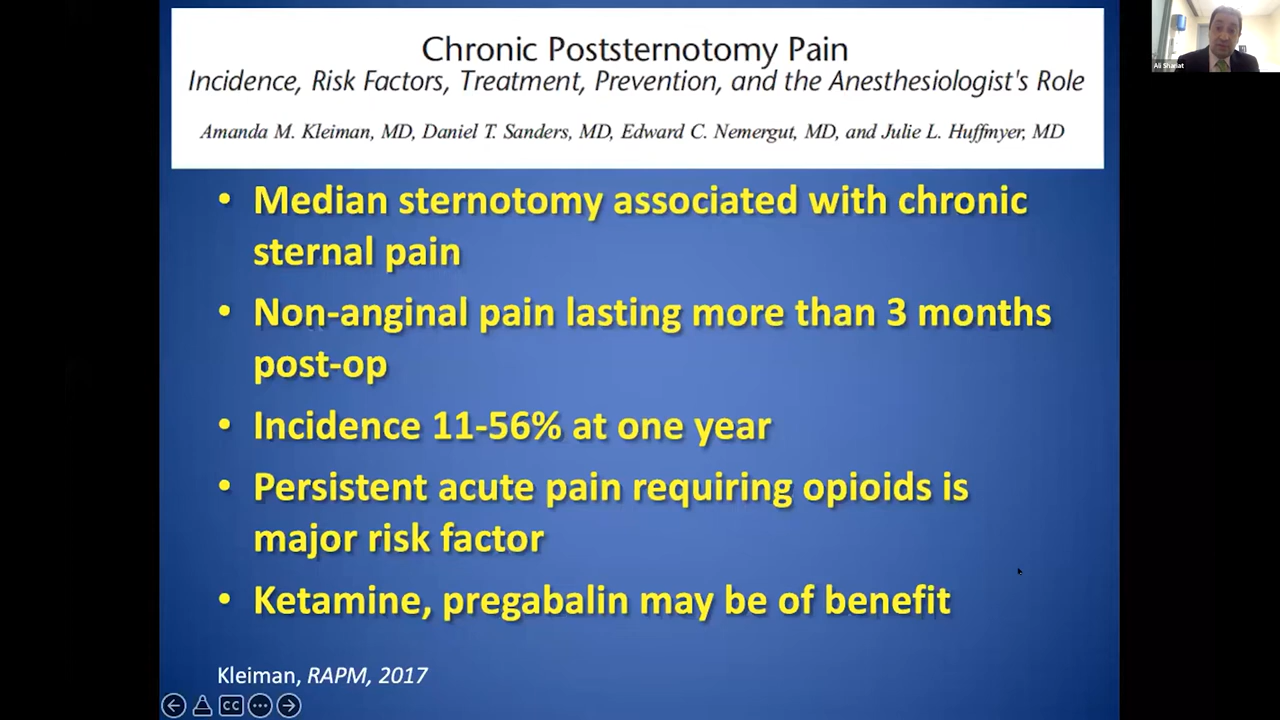 Chronic Poststernotomy Pain
Incidence, Risk Factors, Treatment, Prevention, and the Anesthesiologist's Role
Amanda M. Kleiman, MD, Daniel T. Sanders, MD, Edward C. Nemergut, MD, and Julie L. Huffmyer, MD
• Median sternotomy associated with chronic
sternal pain
• Non-anginal pain lasting more than 3 months
post-op
• Incidence 11-56% at one year
• Persistent acute pain requiring opioids is
major risk factor
• Ketamine, pregabalin may be of benefit
Kleiman, RAPM, 2017
CC
Ali Shariat